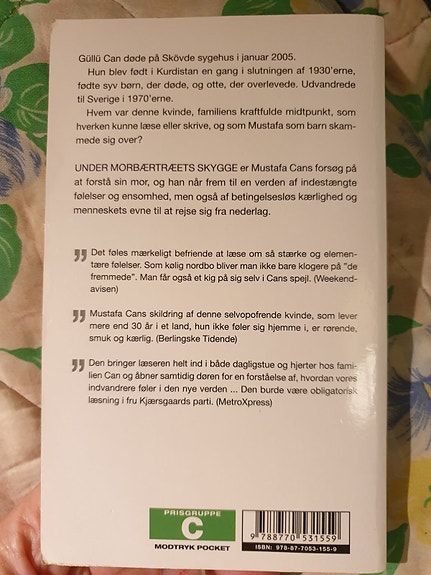 Güllü Can døde på Skövde sygehus i januar 2005.
Hun blev født i Kurdistan en gang i slutningen af 1930'erne,
fødte syv børn, der døde, og otte, der overlevede. Udvandrede
til Sverige i 1970'erne.
Hvem var denne kvinde, familiens kraftfulde midtpunkt, som
hverken kunne læse eller skrive, og som Mustafa som barn skam-
mede sig over?
UNDER MORBÆRTRÆETS SKYGGE er Mustafa Cans forsøg på
at forstå sin mor, og han når frem til en verden af indestængte
følelser og ensomhed, men også af betingelsesløs kærlighed og
menneskets evne til at rejse sig fra nederlag.
" Det føles mærkeligt befriende at læse om så stærke og elemen-
tære følelser. Som kølig nordbo bliver man ikke bare klogere på "de
fremmede". Man får også et kig på sig selv i Cans spejl. (Weekend-
avisen)
" Mustafa Cans skildring af denne selvopofrende kvinde, som lever
mere end 30 år i et land, hun ikke føler sig hjemme i, er rørende,
smuk og kærlig. (Berlingske Tidende)
" Den bringer læseren helt ind i både dagligstue og hjerter hos fami-
lien Can og åbner samtidig døren for en forståelse af, hvordan vores
indvandrere føler i den nye verden ... Den burde være obligatorisk
læsning i fru Kjærsgaards parti. (MetroXpress)
PRISGRUPPE
C
MODTRYK POCKET
9 788770 531559
ISBN: 978-87-7053-155-9